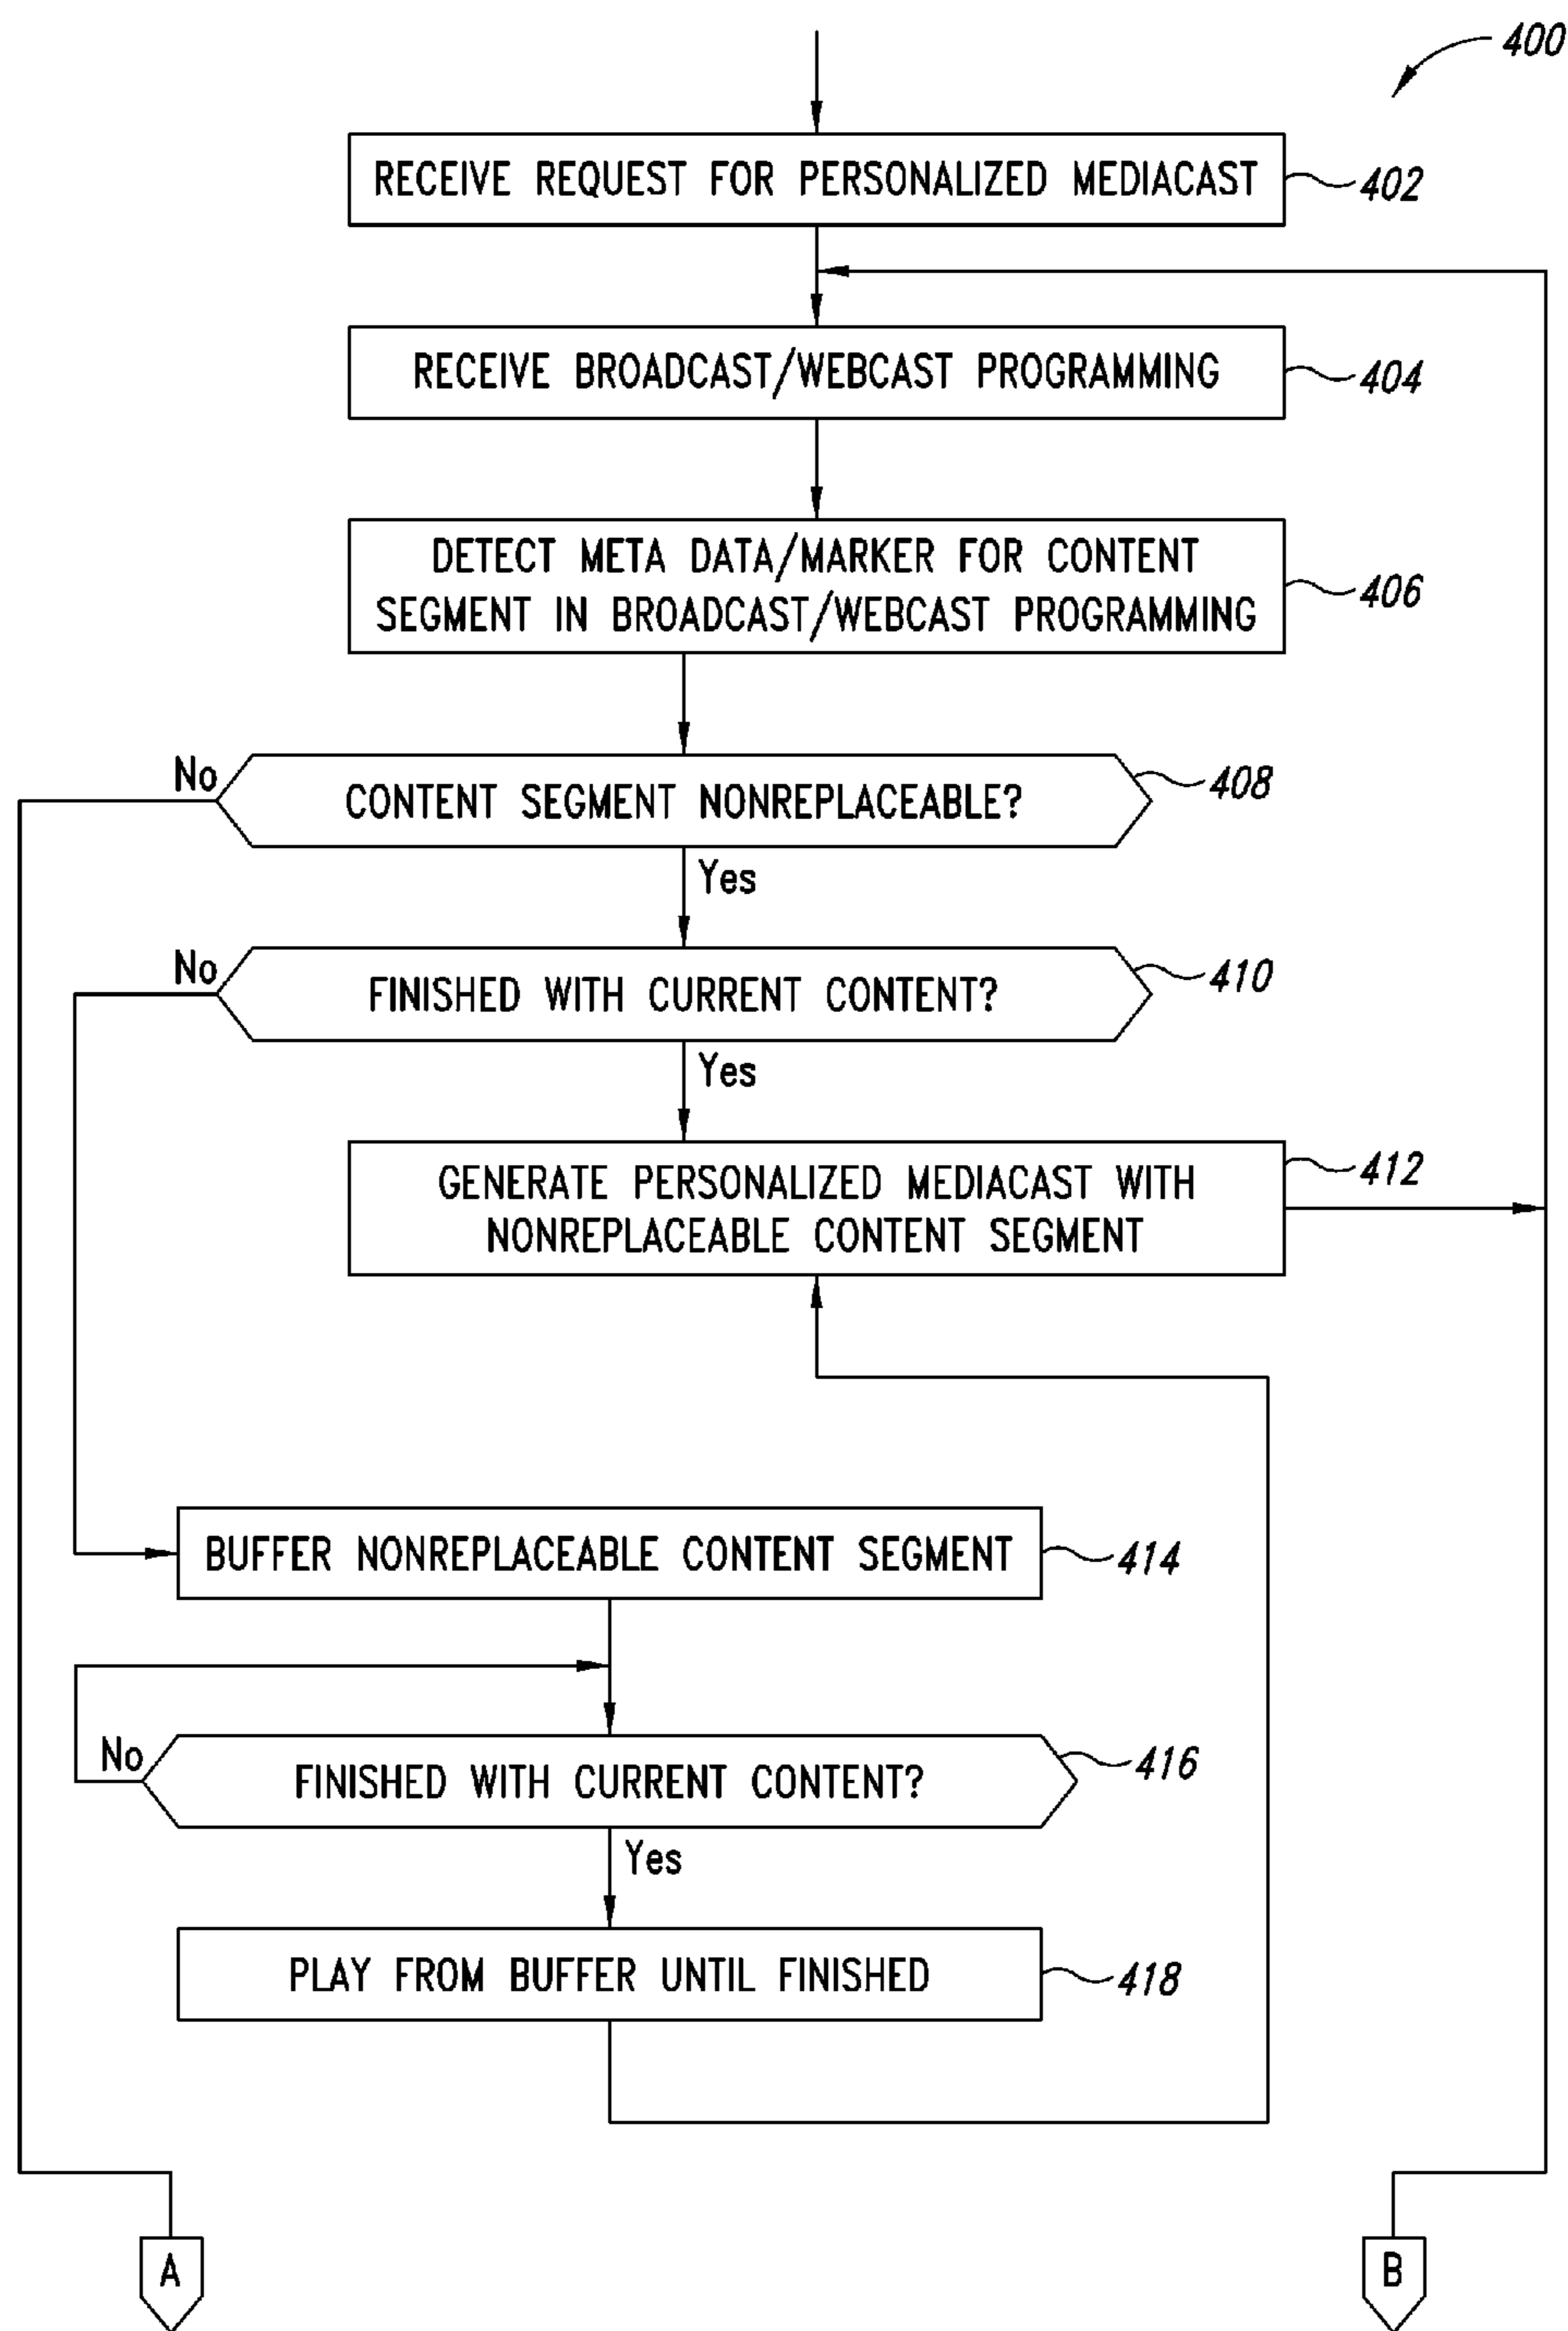 400
RECEIVE REQUEST FOR PERSONALIZED MEDIACAST
402
RECEIVE BROADCAST/WEBCAST PROGRAMMING
404
DETECT META DATA/MARKER FOR CONTENT
SEGMENT IN BROADCAST/WEBCAST PROGRAMMING
406
No
CONTENT SEGMENT NONREPLACEABLE?
408
Yes
No
FINISHED WITH CURRENT CONTENT?
410
Yes
GENERATE PERSONALIZED MEDIACAST WITH
NONREPLACEABLE CONTENT SEGMENT
412
BUFFER NONREPLACEABLE CONTENT SEGMENT
414
No
FINISHED WITH CURRENT CONTENT?
416
Yes
PLAY FROM BUFFER UNTIL FINISHED
418
A
B